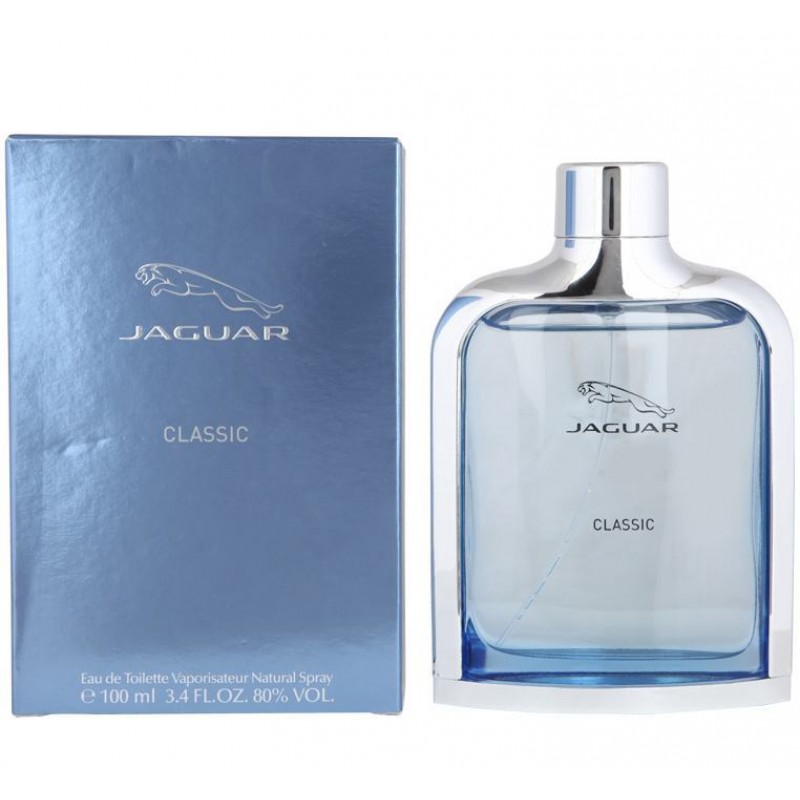 JAGUAR
CLASSIC
Eau de Toilette Vaporisateur Natural Spray
℮ 100 ml 3.4 FL.OZ. 80% VOL.
JAGUAR
CLASSIC